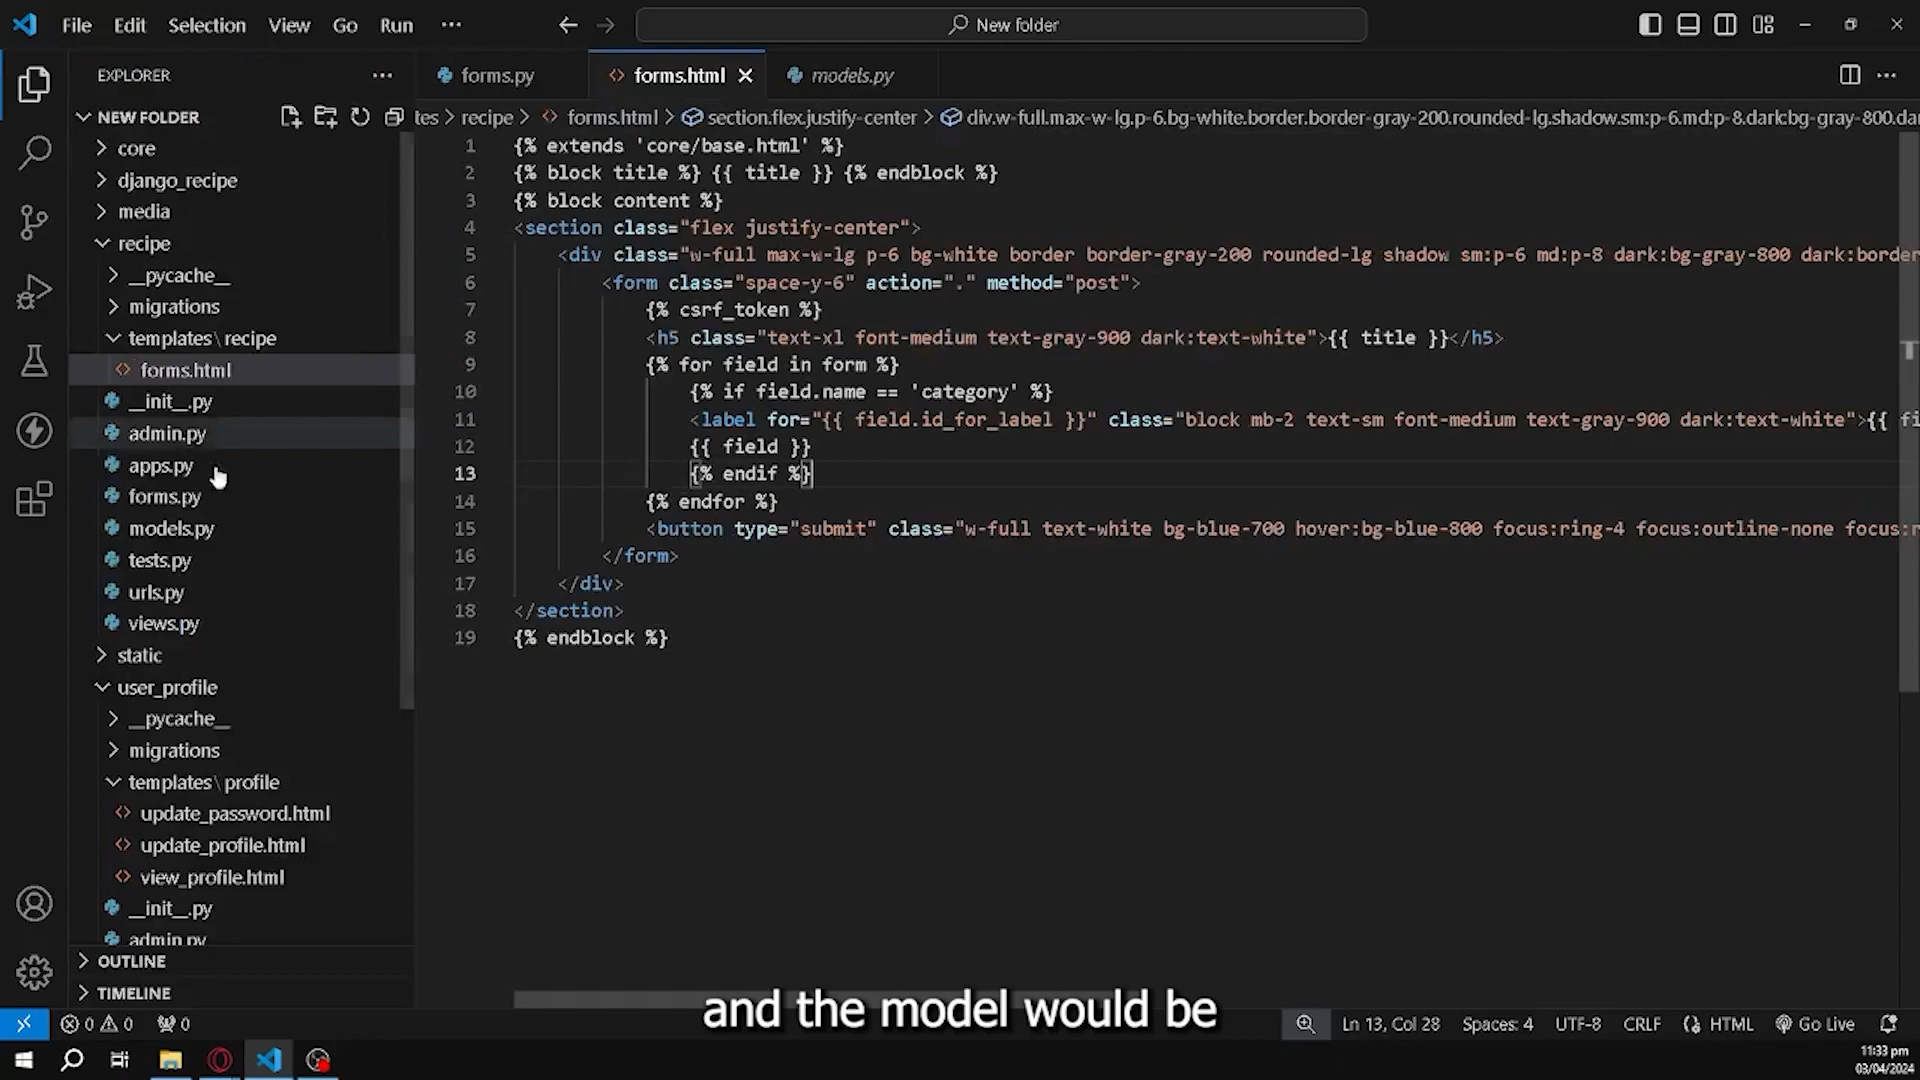 File Edit Selection View Go Run ··· New folder
EXPLORER ···
forms.py forms.html models.py
NEW FOLDER
tes > recipe > forms.html > section.flex.justify-center > div.w-full.max-w-lg.p-6.bg-white.border.border-gray-200.rounded-lg.shadow.sm:p-6.md:p-8.dark:bg-gray-800.da
core
django_recipe
media
recipe
__pycache__
migrations
templates\recipe
forms.html
__init__.py
admin.py
apps.py
forms.py
models.py
tests.py
urls.py
views.py
static
user_profile
__pycache__
migrations
templates\profile
update_password.html
update_profile.html
view_profile.html
__init__.py
admin.py
OUTLINE
TIMELINE
1 {% extends 'core/base.html' %}
2 {% block title %} {{ title }} {% endblock %}
3 {% block content %}
4 <section class="flex justify-center">
5 <div class="w-full max-w-lg p-6 bg-white border border-gray-200 rounded-lg shadow sm:p-6 md:p-8 dark:bg-gray-800 dark:border
6 <form class="space-y-6" action="." method="post">
7 {% csrf_token %}
8 <h5 class="text-xl font-medium text-gray-900 dark:text-white">{{ title }}</h5>
9 {% for field in form %}
10 {% if field.name == 'category' %}
11 <label for="{{ field.id_for_label }}" class="block mb-2 text-sm font-medium text-gray-900 dark:text-white">{{ fi
12 {{ field }}
13 {% endif %}
14 {% endfor %}
15 <button type="submit" class="w-full text-white bg-blue-700 hover:bg-blue-800 focus:ring-4 focus:outline-none focus:r
16 </form>
17 </div>
18 </section>
19 {% endblock %}
and the model would be
0 0 0 Ln 13, Col 28 Spaces: 4 UTF-8 CRLF HTML Go Live
11:33 pm
03/04/2024